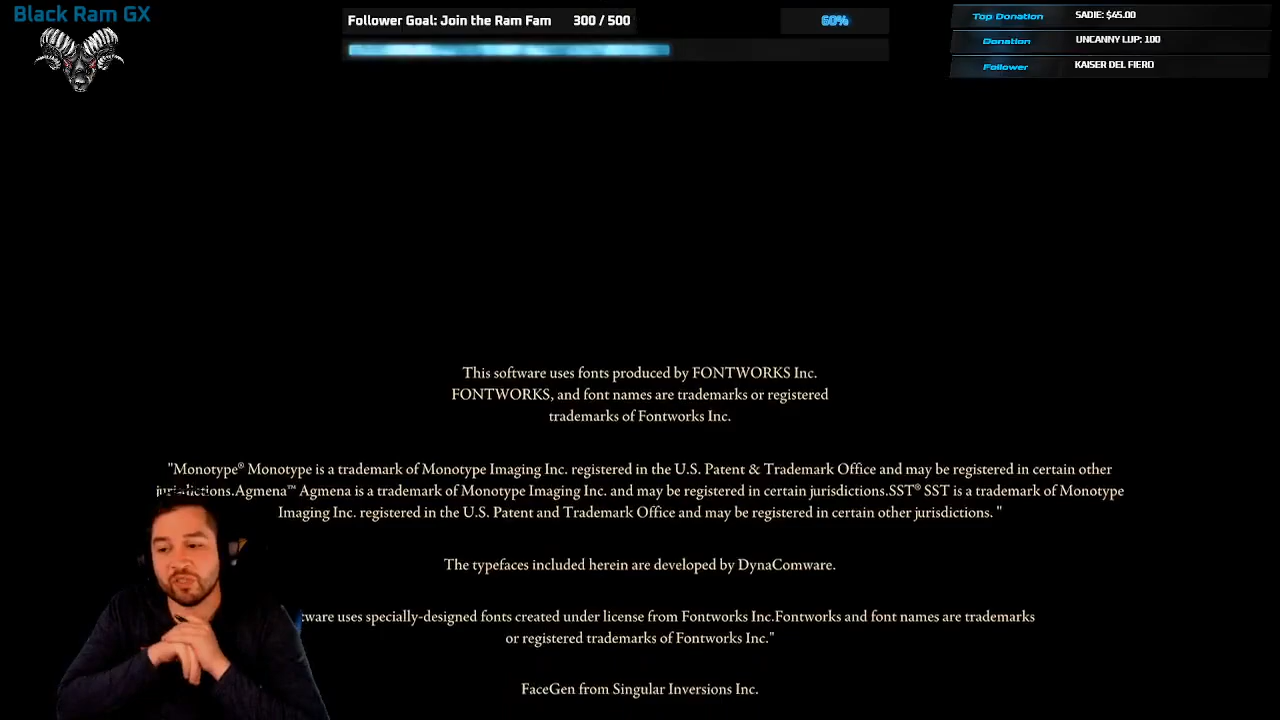 Black Ram GX
Follower Goal: Join the Ram Fam 300 / 500 60%
Top Donation SADIE: $45.00
Donation UNCANNY LUP: 100
Follower KAISER DEL FIERO
This software uses fonts produced by FONTWORKS Inc.
FONTWORKS, and font names are trademarks or registered
trademarks of Fontworks Inc.
"Monotype® Monotype is a trademark of Monotype Imaging Inc. registered in the U.S. Patent & Trademark Office and may be registered in certain other
jurisdictions.Agmena™ Agmena is a trademark of Monotype Imaging Inc. and may be registered in certain jurisdictions.SST® SST is a trademark of Monotype
Imaging Inc. registered in the U.S. Patent and Trademark Office and may be registered in certain other jurisdictions. "
The typefaces included herein are developed by DynaComware.
uses specially-designed fonts created under license from Fontworks Inc.Fontworks and font names are trademarks
or registered trademarks of Fontworks Inc."
FaceGen from Singular Inversions Inc.